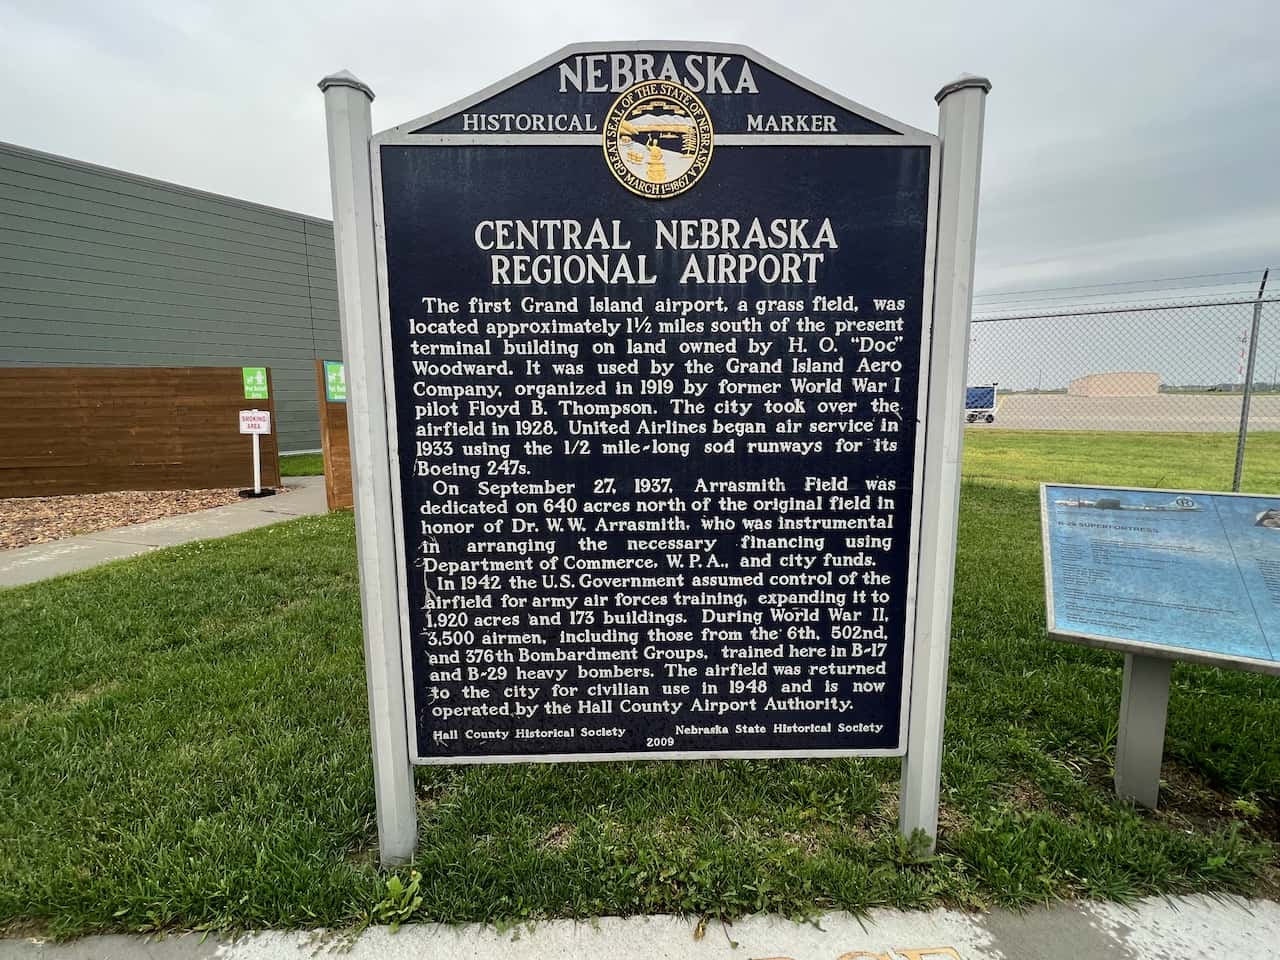 NEBRASKA
HISTORICAL MARKER
GREAT SEAL OF THE STATE OF NEBRASKA
MARCH 1ST 1867
CENTRAL NEBRASKA
REGIONAL AIRPORT
The first Grand Island airport, a grass field, was
located approximately 1½ miles south of the present
terminal building on land owned by H. O. "Doc"
Woodward. It was used by the Grand Island Aero
Company, organized in 1919 by former World War I
pilot Floyd B. Thompson. The city took over the
airfield in 1928. United Airlines began air service in
1933 using the 1/2 mile-long sod runways for its
Boeing 247s.
On September 27, 1937, Arrasmith Field was
dedicated on 640 acres north of the original field in
honor of Dr. W. W. Arrasmith, who was instrumental
in arranging the necessary financing using
Department of Commerce, W. P. A., and city funds.
In 1942 the U.S. Government assumed control of the
airfield for army air forces training, expanding it to
1,920 acres and 173 buildings. During World War II,
3,500 airmen, including those from the 6th, 502nd,
and 376th Bombardment Groups, trained here in B-17
and B-29 heavy bombers. The airfield was returned
to the city for civilian use in 1948 and is now
operated by the Hall County Airport Authority.
Hall County Historical Society Nebraska State Historical Society
2009
SMOKING
AREA
B-29 SUPERFORTRESS